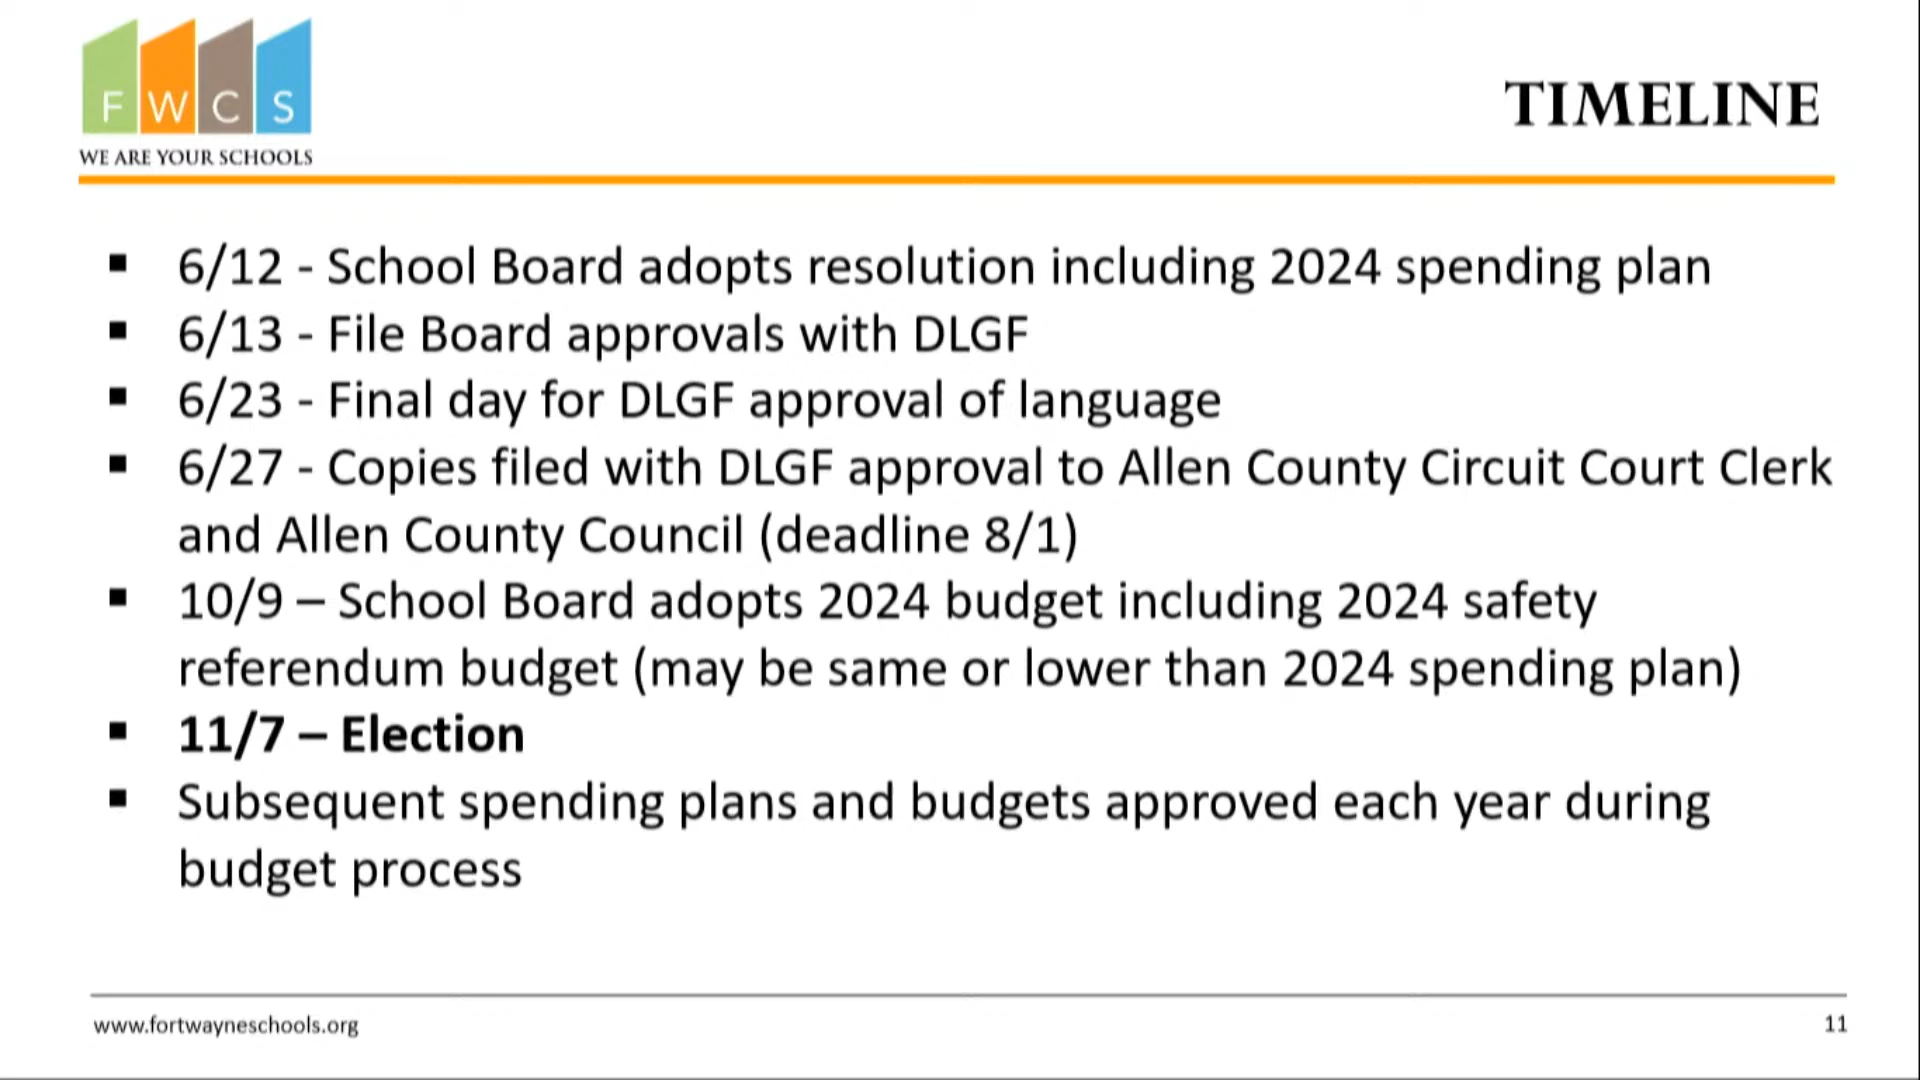 F W C S
WE ARE YOUR SCHOOLS
TIMELINE
▪ 6/12 - School Board adopts resolution including 2024 spending plan
▪ 6/13 - File Board approvals with DLGF
▪ 6/23 - Final day for DLGF approval of language
▪ 6/27 - Copies filed with DLGF approval to Allen County Circuit Court Clerk
and Allen County Council (deadline 8/1)
▪ 10/9 – School Board adopts 2024 budget including 2024 safety
referendum budget (may be same or lower than 2024 spending plan)
▪ 11/7 – Election
▪ Subsequent spending plans and budgets approved each year during
budget process
www.fortwayneschools.org
11